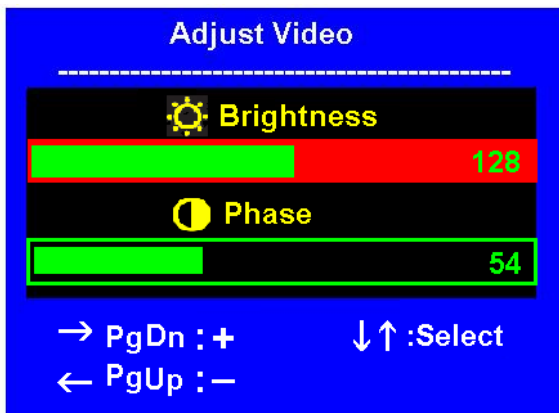 Adjust Video
--------------------------------------------
Brightness
128
Phase
54
→ PgDn : + ↓↑ :Select
← PgUp : −